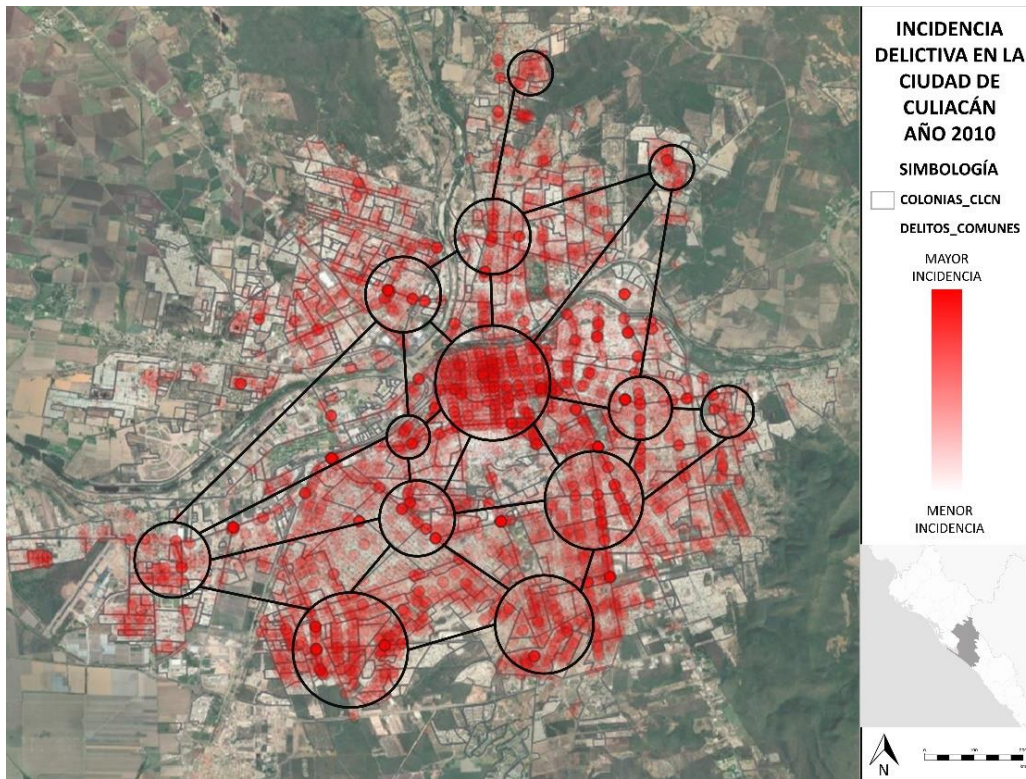 INCIDENCIA
DELICTIVA EN LA
CIUDAD DE
CULIACÁN
AÑO 2010
SIMBOLOGÍA
COLONIAS_CLCN
DELITOS_COMUNES
MAYOR
INCIDENCIA
MENOR
INCIDENCIA
N